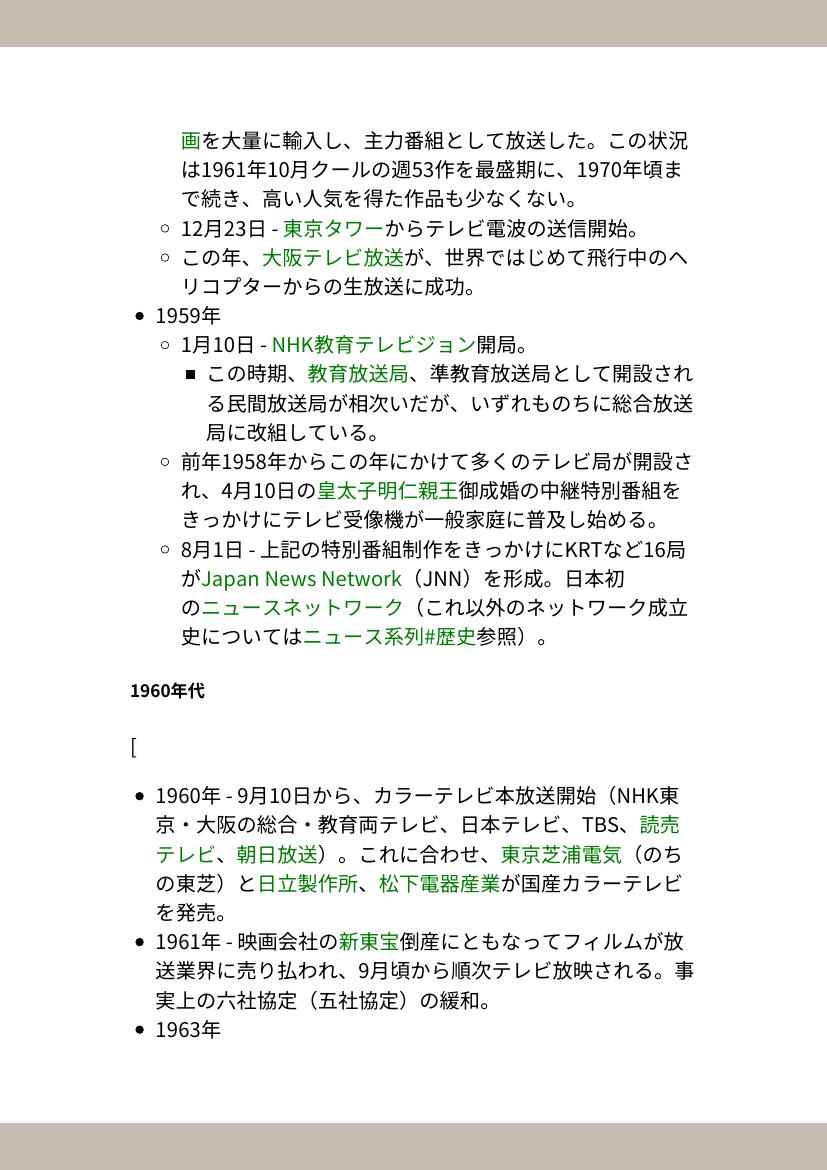 画を大量に輸入し、主力番組として放送した。この状況
は1961年10月クールの週53作を最盛期に、1970年頃ま
で続き、高い人気を得た作品も少なくない。
12月23日 - 東京タワーからテレビ電波の送信開始。
この年、大阪テレビ放送が、世界ではじめて飛行中のヘ
リコプターからの生放送に成功。
1959年
1月10日 - NHK教育テレビジョン開局。
この時期、教育放送局、準教育放送局として開設され
る民間放送局が相次いだが、いずれものちに総合放送
局に改組している。
前年1958年からこの年にかけて多くのテレビ局が開設さ
れ、4月10日の皇太子明仁親王御成婚の中継特別番組を
きっかけにテレビ受像機が一般家庭に普及し始める。
8月1日 - 上記の特別番組制作をきっかけにKRTなど16局
がJapan News Network（JNN）を形成。日本初
のニュースネットワーク（これ以外のネットワーク成立
史についてはニュース系列#歴史参照）。
1960年代
[
1960年 - 9月10日から、カラーテレビ本放送開始（NHK東
京・大阪の総合・教育両テレビ、日本テレビ、TBS、読売
テレビ、朝日放送）。これに合わせ、東京芝浦電気（のち
の東芝）と日立製作所、松下電器産業が国産カラーテレビ
を発売。
1961年 - 映画会社の新東宝倒産にともなってフィルムが放
送業界に売り払われ、9月頃から順次テレビ放映される。事
実上の六社協定（五社協定）の緩和。
1963年